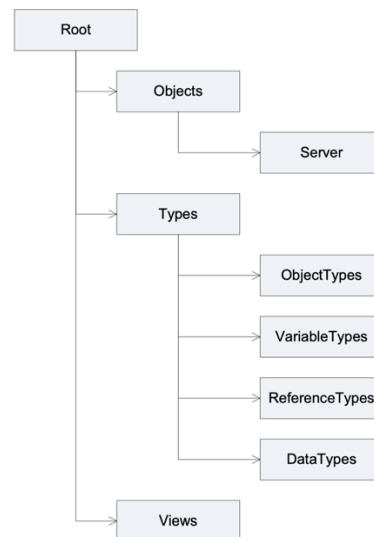 Root
Objects
Server
Types
ObjectTypes
VariableTypes
ReferenceTypes
DataTypes
Views